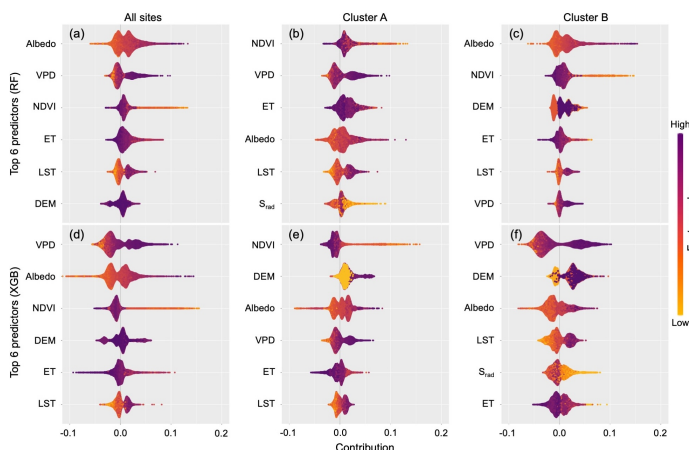 All sites Cluster A Cluster B
Top 6 predictors (RF)
(a) (b) (c)
Albedo NDVI Albedo
VPD VPD NDVI
NDVI ET DEM
ET Albedo ET
LST LST LST
DEM Srad VPD
High
Low
Top 6 predictors (XGB)
(d) (e) (f)
VPD NDVI VPD
Albedo DEM DEM
NDVI Albedo Albedo
DEM VPD LST
ET ET Srad
LST LST ET
-0.1 0.0 0.1 0.2 -0.1 0.0 0.1 0.2 -0.1 0.0 0.1 0.2
Contribution